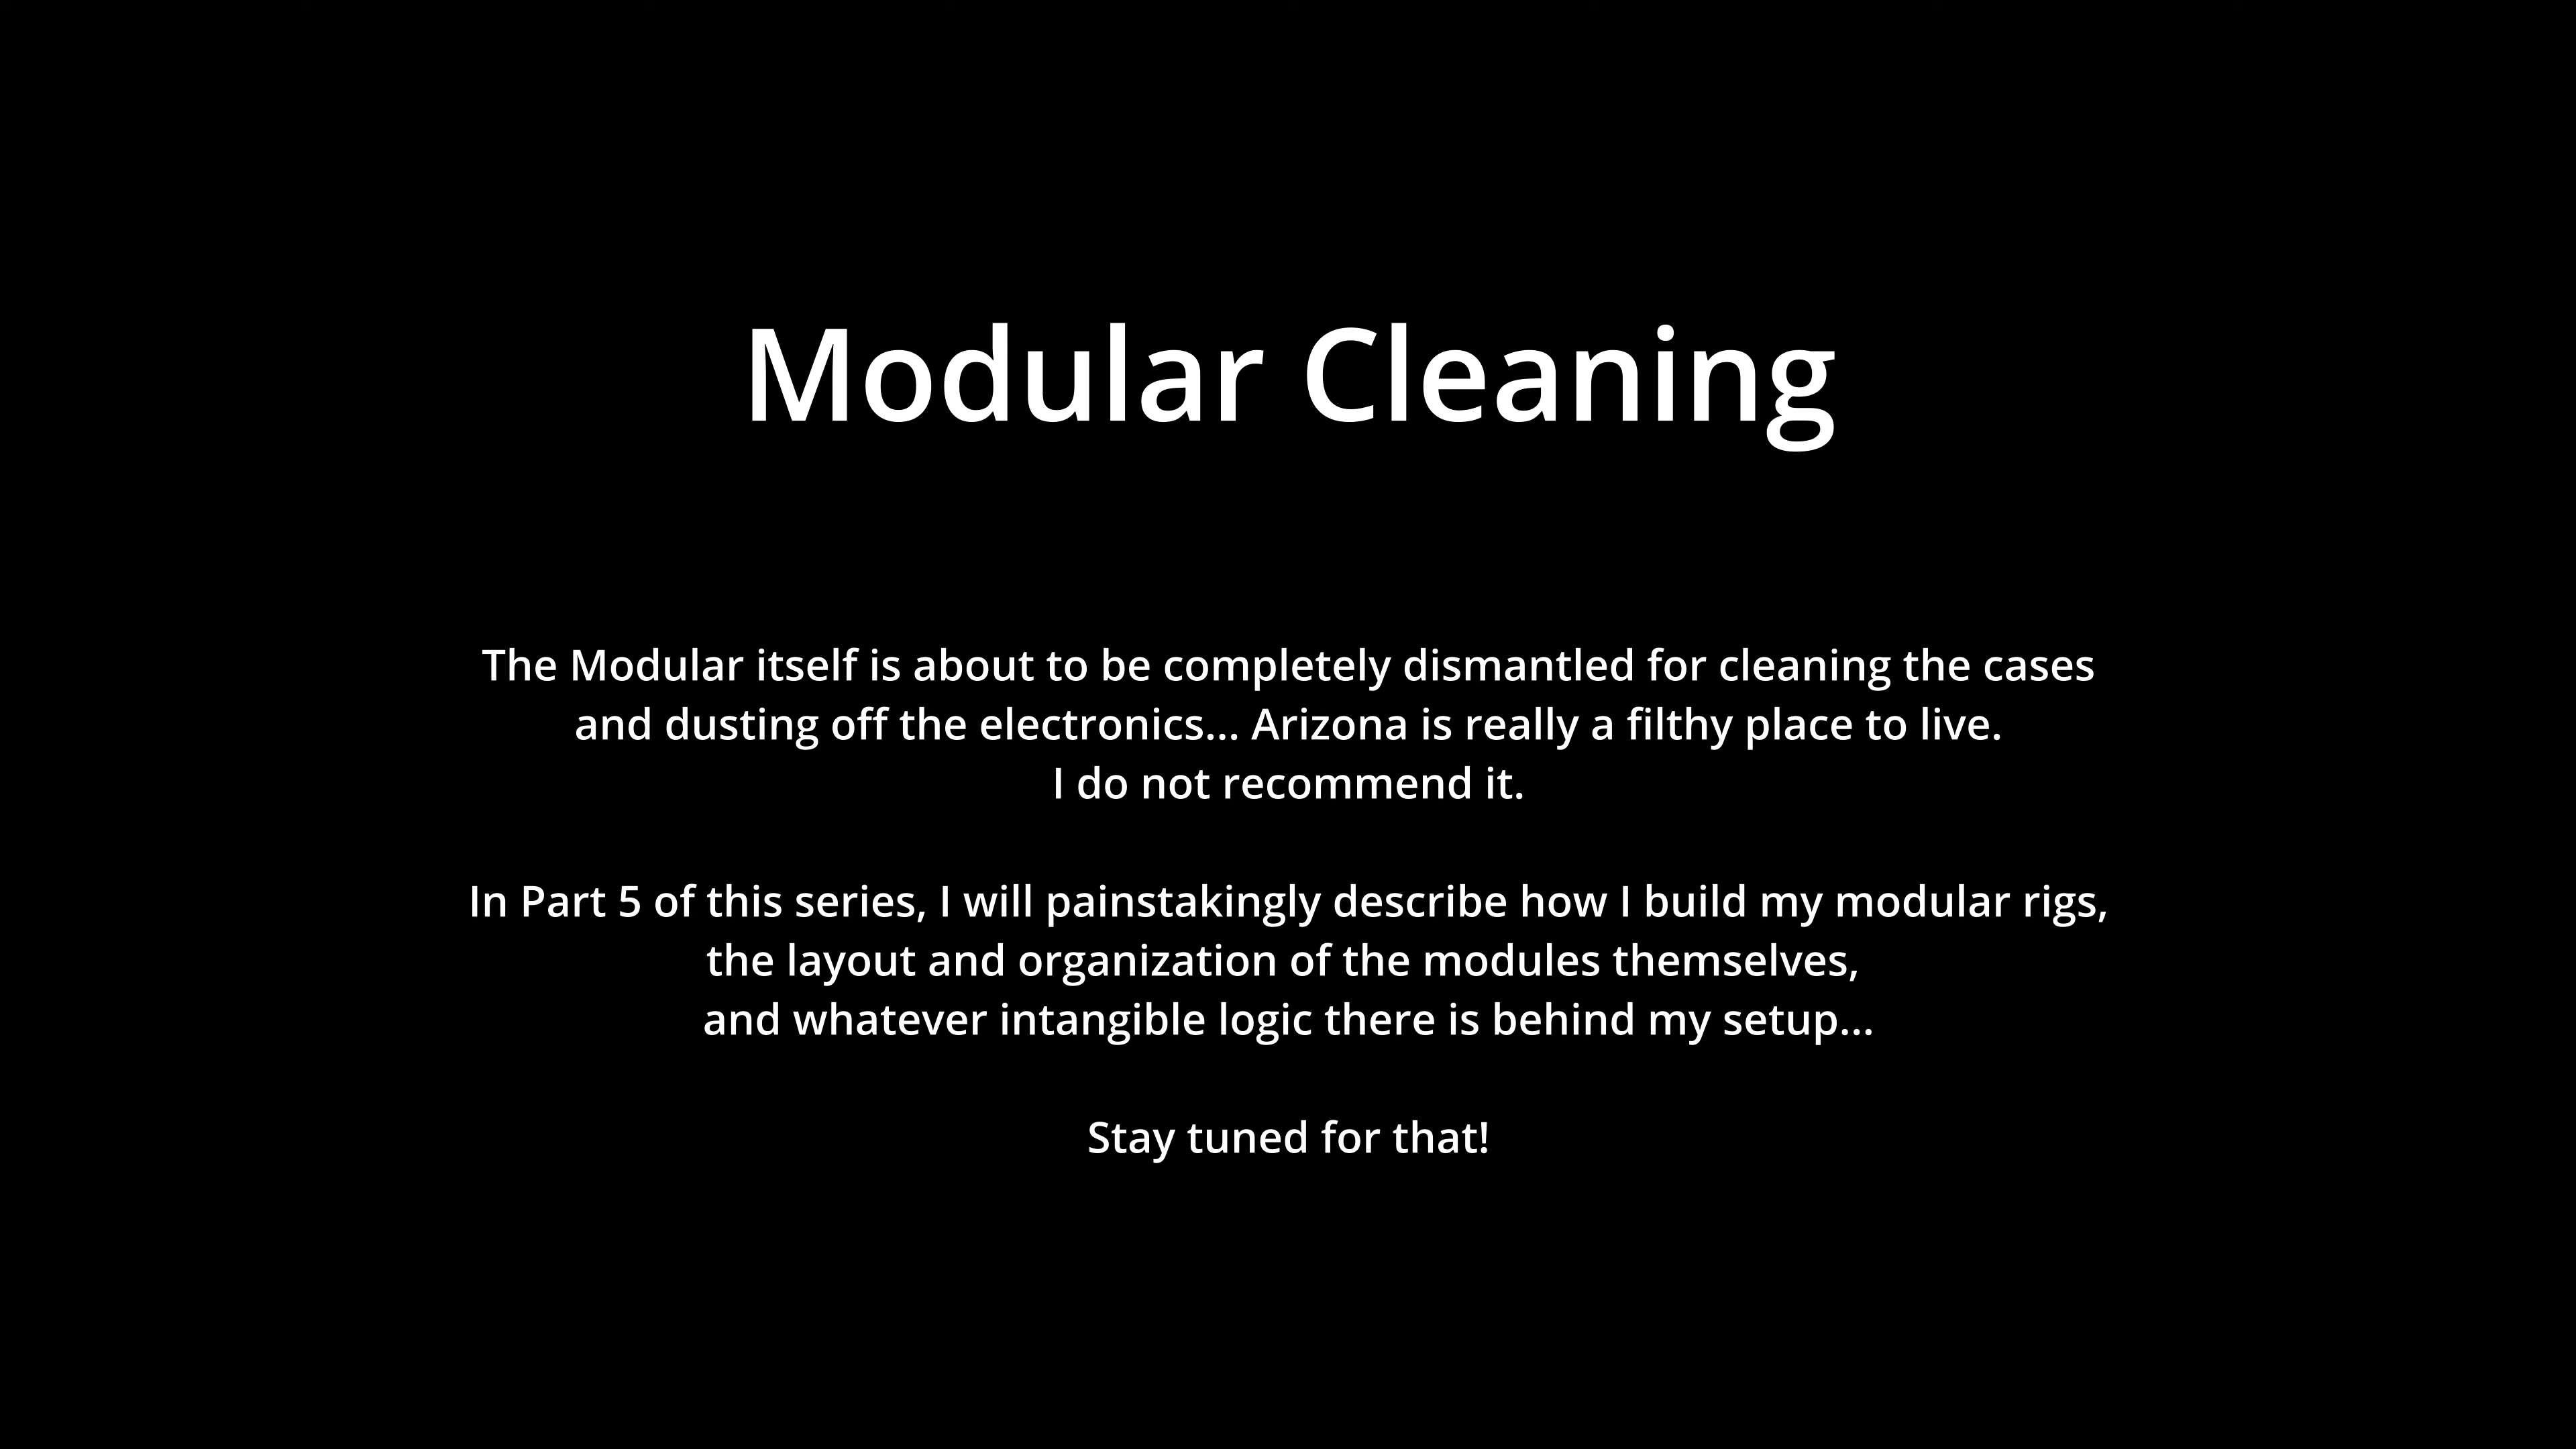 Modular Cleaning
The Modular itself is about to be completely dismantled for cleaning the cases
and dusting off the electronics... Arizona is really a filthy place to live.
I do not recommend it.
In Part 5 of this series, I will painstakingly describe how I build my modular rigs,
the layout and organization of the modules themselves,
and whatever intangible logic there is behind my setup...
Stay tuned for that!